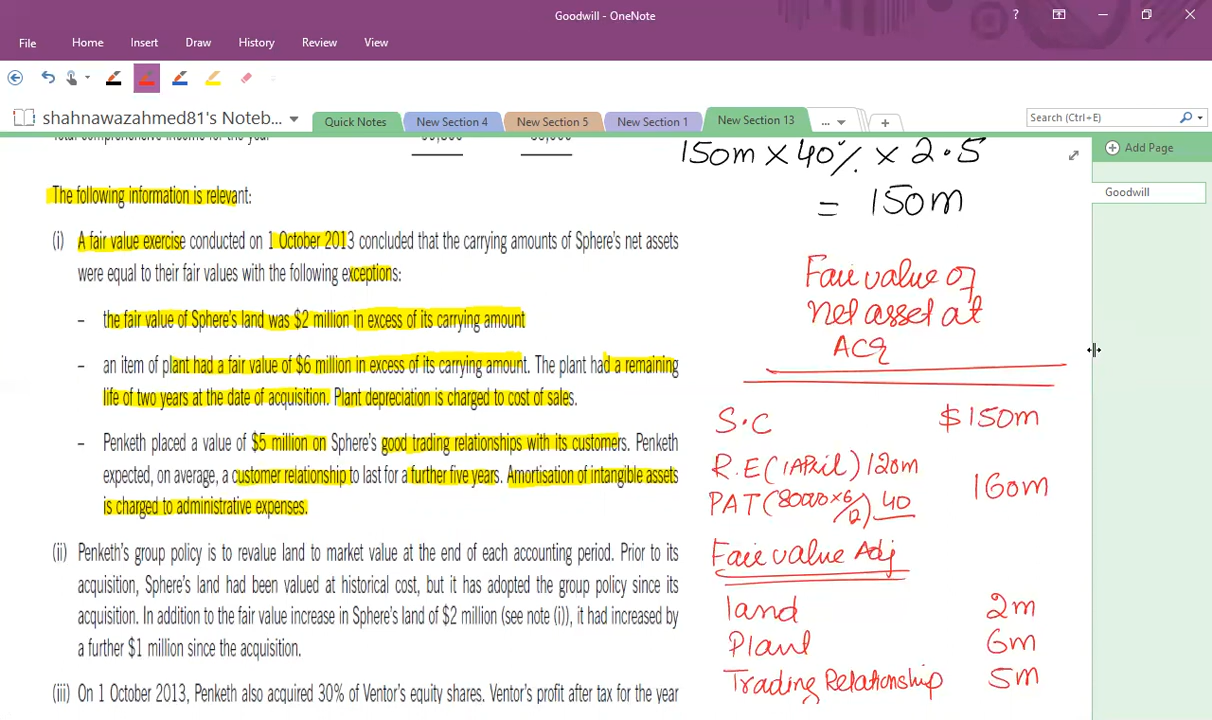 Goodwill - OneNote
?
File Home Insert Draw History Review View
shahnawazahmed81's Noteb... Quick Notes New Section 4 New Section 5 New Section 1 New Section 13 ... Search (Ctrl+E)
Add Page
Goodwill
Total comprehensive income for the year
The following information is relevant:
(i) A fair value exercise conducted on 1 October 2013 concluded that the carrying amounts of Sphere's net assets
were equal to their fair values with the following exceptions:
– the fair value of Sphere's land was $2 million in excess of its carrying amount
– an item of plant had a fair value of $6 million in excess of its carrying amount. The plant had a remaining
life of two years at the date of acquisition. Plant depreciation is charged to cost of sales.
– Penketh placed a value of $5 million on Sphere's good trading relationships with its customers. Penketh
expected, on average, a customer relationship to last for a further five years. Amortisation of intangible assets
is charged to administrative expenses.
(ii) Penketh's group policy is to revalue land to market value at the end of each accounting period. Prior to its
acquisition, Sphere's land had been valued at historical cost, but it has adopted the group policy since its
acquisition. In addition to the fair value increase in Sphere's land of $2 million (see note (i)), it had increased by
a further $1 million since the acquisition.
(iii) On 1 October 2013, Penketh also acquired 30% of Ventor's equity shares. Ventor's profit after tax for the year
150m × 40% × 2.5
= 150m
Fair value of
Net asset at
ACQ
S.C $150m
R.E (1 April) 120m
160m
PAT (80000 × 6/12) 40
Fair value Adj
land 2m
Plant 6m
Trading Relationship 5m